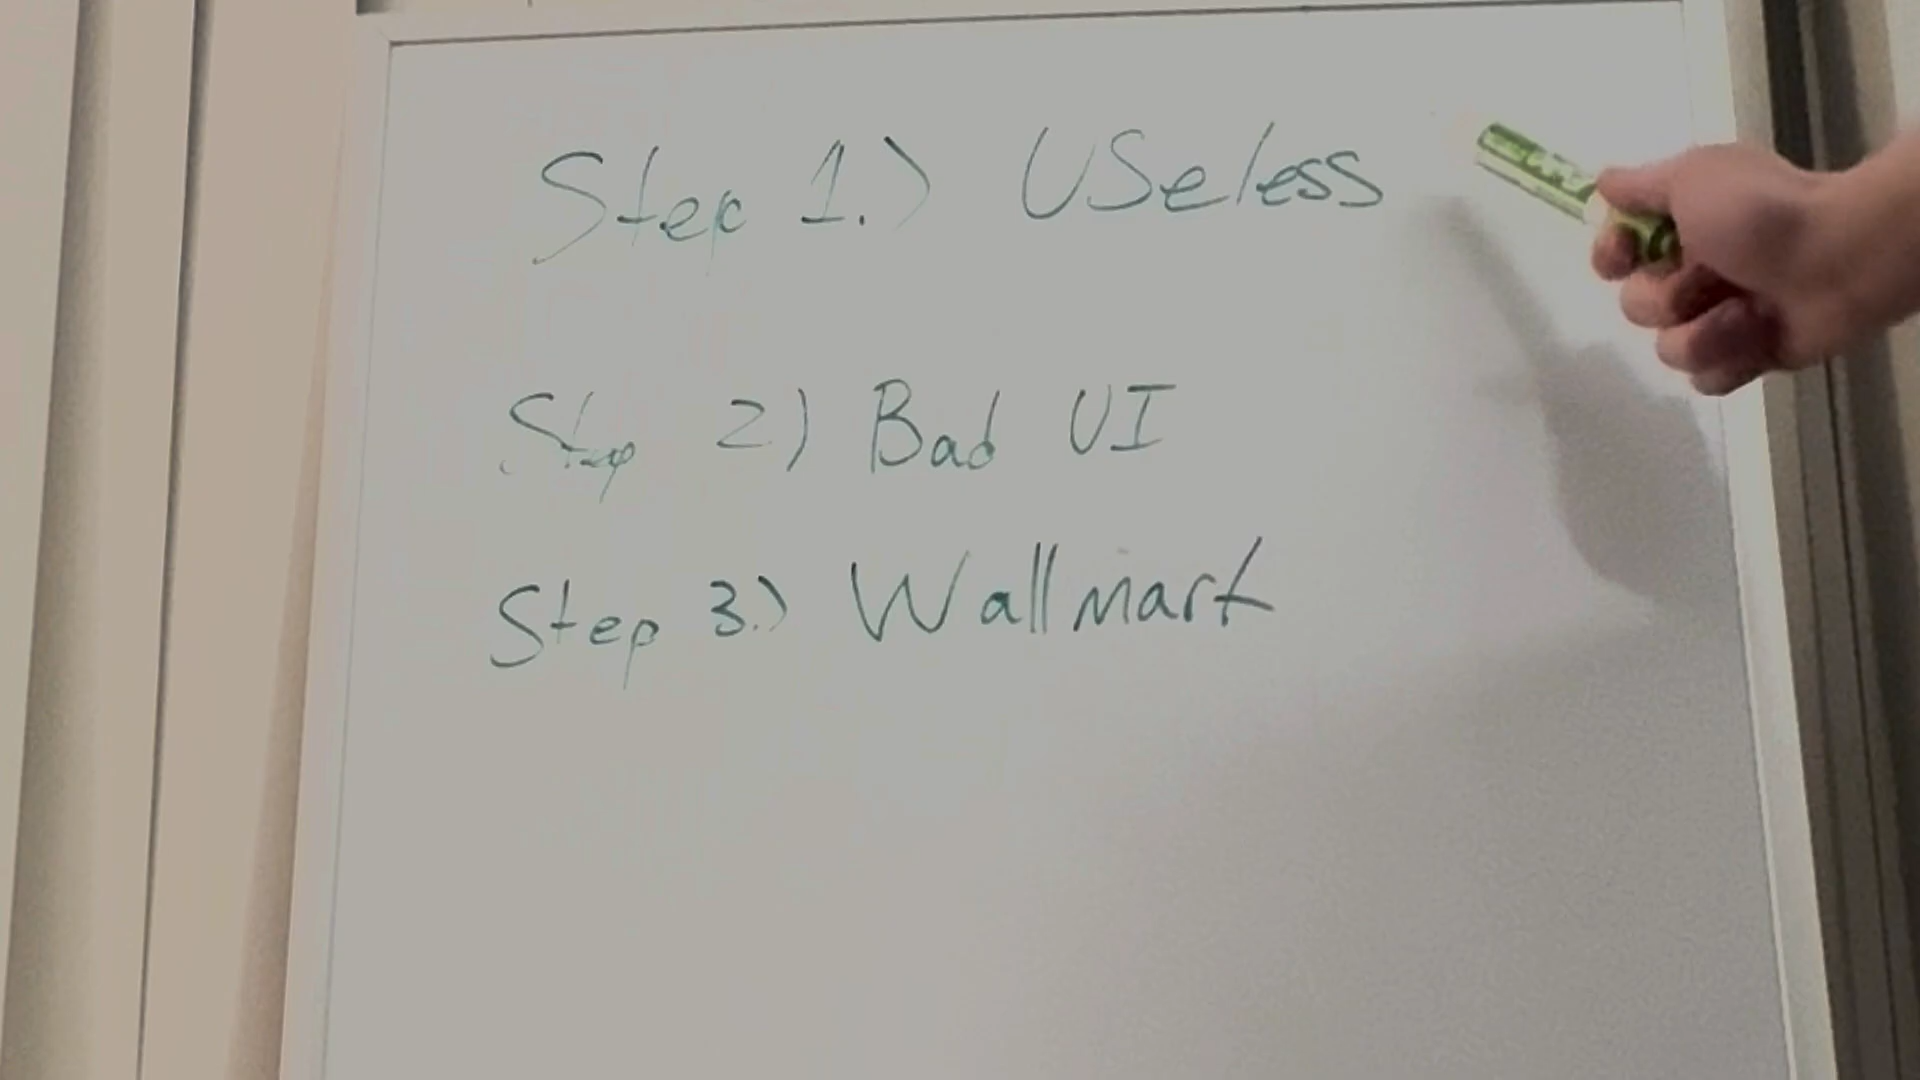 Step 1.) USeless
Step 2) Bad UI
Step 3.) Wallmart